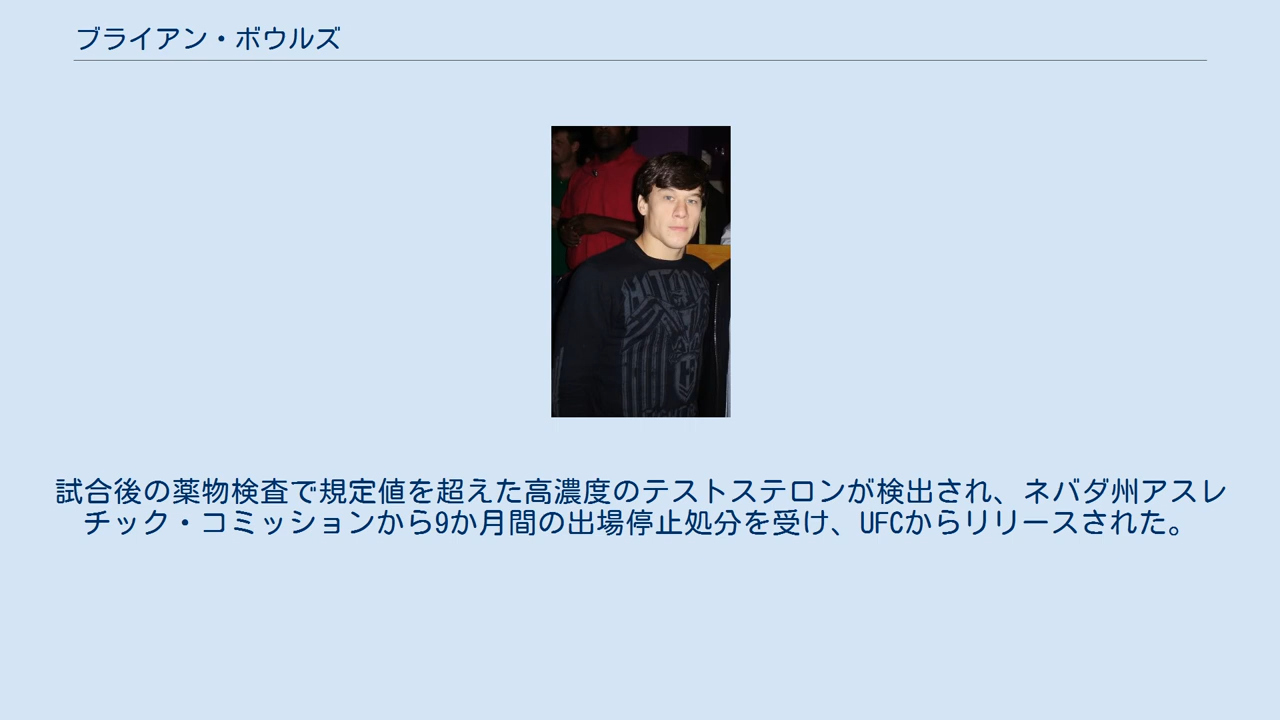 ブライアン・ボウルズ
試合後の薬物検査で規定値を超えた高濃度のテストステロンが検出され、ネバダ州アスレ
チック・コミッションから9か月間の出場停止処分を受け、UFCからリリースされた。